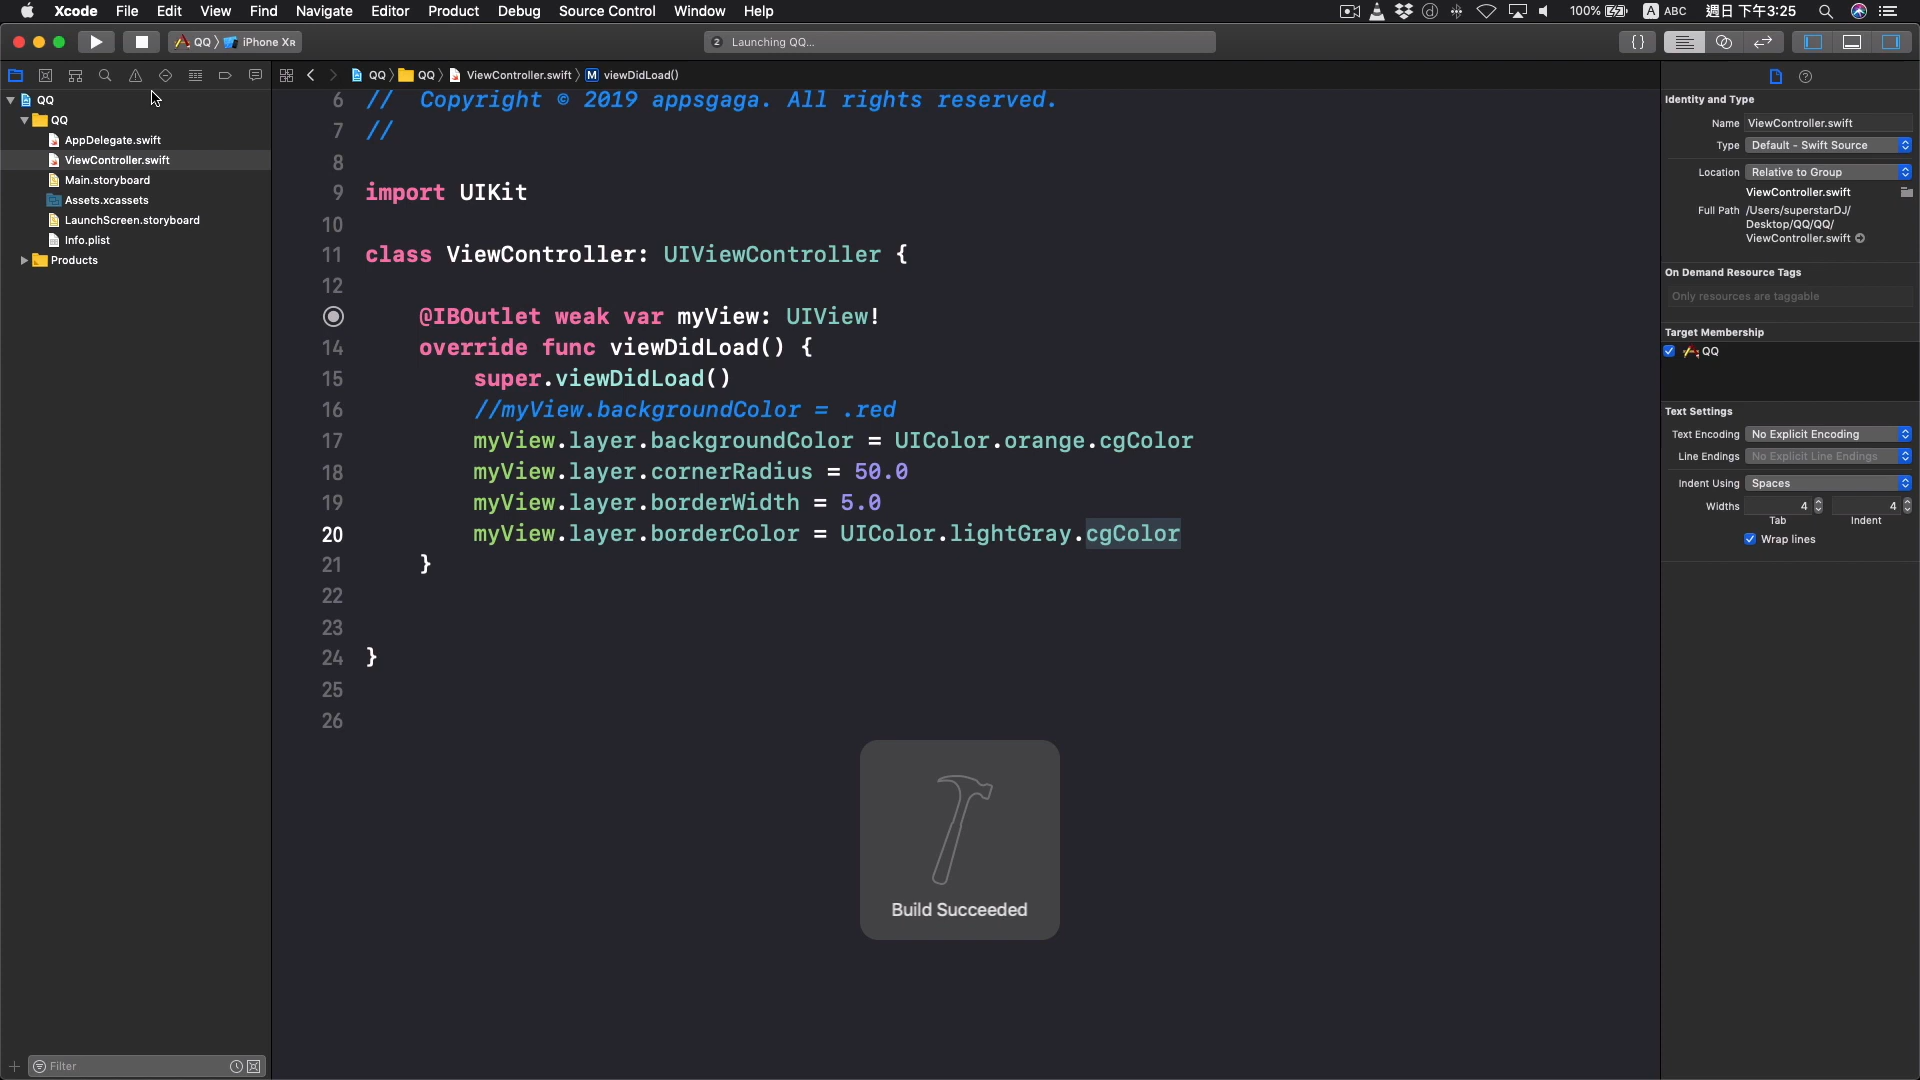 Xcode File Edit View Find Navigate Editor Product Debug Source Control Window Help 100% A ABC 週日 下午3:25
QQ iPhone XR 2 Launching QQ... {}
QQ QQ ViewController.swift M viewDidLoad()
QQ
QQ
AppDelegate.swift
ViewController.swift
Main.storyboard
Assets.xcassets
LaunchScreen.storyboard
Info.plist
Products
Filter
6 // Copyright © 2019 appsgaga. All rights reserved.
7 //
8
9 import UIKit
10
11 class ViewController: UIViewController {
12
@IBOutlet weak var myView: UIView!
14 override func viewDidLoad() {
15 super.viewDidLoad()
16 //myView.backgroundColor = .red
17 myView.layer.backgroundColor = UIColor.orange.cgColor
18 myView.layer.cornerRadius = 50.0
19 myView.layer.borderWidth = 5.0
20 myView.layer.borderColor = UIColor.lightGray.cgColor
21 }
22
23
24 }
25
26
Build Succeeded
Identity and Type
Name ViewController.swift
Type Default - Swift Source
Location Relative to Group
ViewController.swift
Full Path /Users/superstarDJ/
Desktop/QQ/QQ/
ViewController.swift
On Demand Resource Tags
Only resources are taggable
Target Membership
QQ
Text Settings
Text Encoding No Explicit Encoding
Line Endings No Explicit Line Endings
Indent Using Spaces
Widths 4 4
Tab Indent
Wrap lines